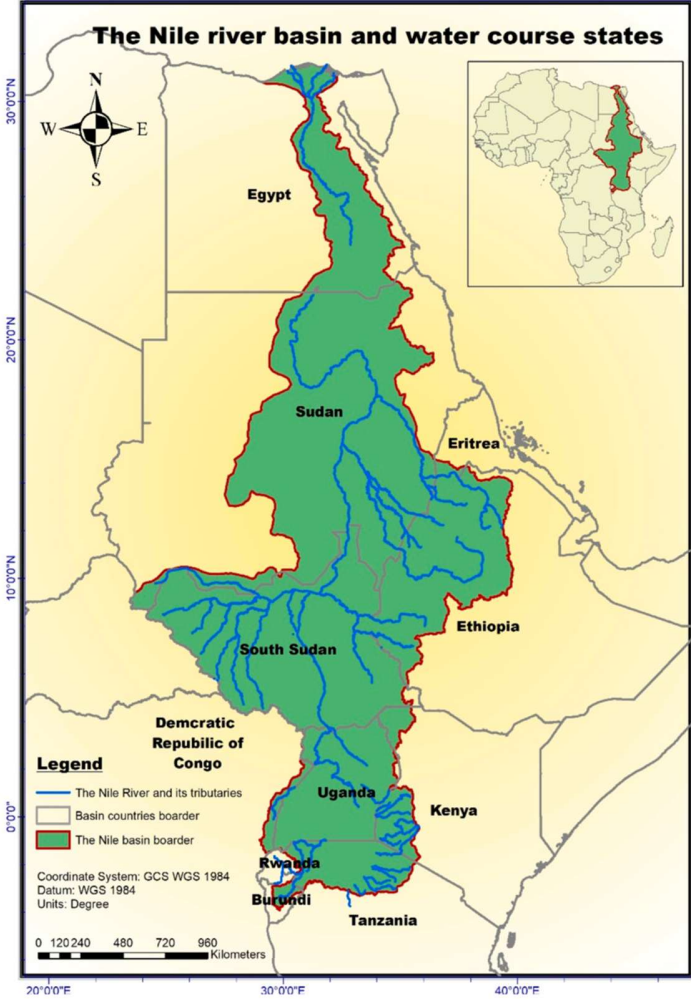 The Nile river basin and water course states
N
W
E
S
30°0'0"N
20°0'0"N
10°0'0"N
0°0'0"
Egypt
Sudan
Eritrea
Ethiopia
South Sudan
Demcratic
Republic of
Congo
Uganda
Kenya
Rwanda
Burundi
Tanzania
Legend
The Nile River and its tributaries
Basin countries boarder
The Nile basin boarder
Coordinate System: GCS WGS 1984
Datum: WGS 1984
Units: Degree
0 120 240 480 720 960
Kilometers
20°0'0"E 30°0'0"E 40°0'0"E